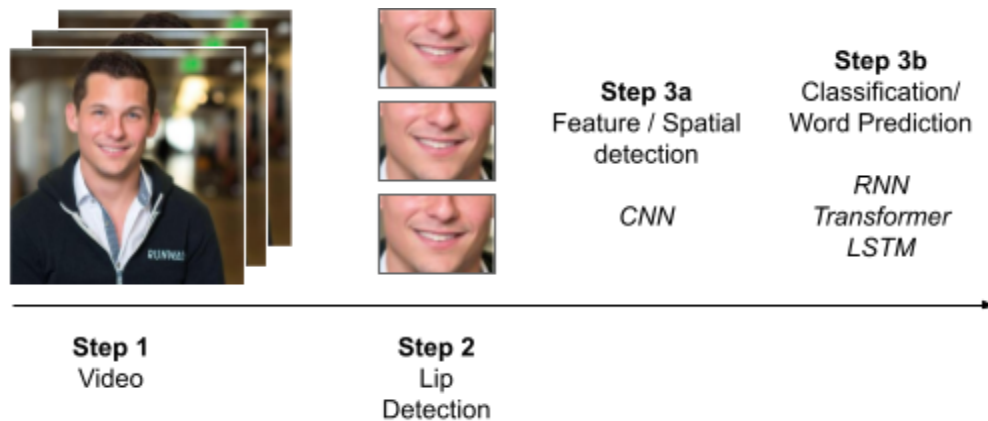 Step 3a
Feature / Spatial
detection
CNN
Step 3b
Classification/
Word Prediction
RNN
Transformer
LSTM
Step 1
Video
Step 2
Lip
Detection